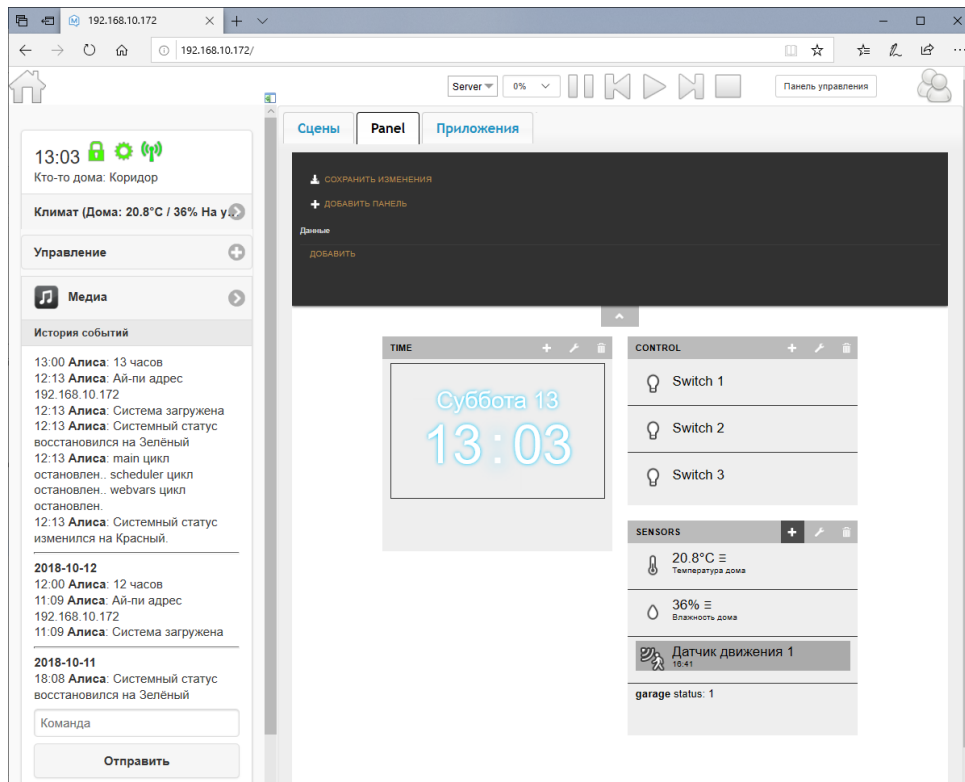 192.168.10.172
192.168.10.172/
Server
0%
Панель управления
13:03
Кто-то дома: Коридор
Климат (Дома: 20.8°C / 36% На у...
Управление
Медиа
История событий
13:00 Алиса: 13 часов
12:13 Алиса: Ай-пи адрес
192.168.10.172
12:13 Алиса: Система загружена
12:13 Алиса: Системный статус
восстановился на Зелёный
12:13 Алиса: main цикл
остановлен.. scheduler цикл
остановлен.. webvars цикл
остановлен.
12:13 Алиса: Системный статус
изменился на Красный.
2018-10-12
12:00 Алиса: 12 часов
11:09 Алиса: Ай-пи адрес
192.168.10.172
11:09 Алиса: Система загружена
2018-10-11
18:08 Алиса: Системный статус
восстановился на Зелёный
Команда
Отправить
Сцены
Panel
Приложения
СОХРАНИТЬ ИЗМЕНЕНИЯ
ДОБАВИТЬ ПАНЕЛЬ
Данные
ДОБАВИТЬ
TIME
Суббота 13
13:03
CONTROL
Switch 1
Switch 2
Switch 3
SENSORS
20.8°C
Температура дома
36%
Влажность дома
Датчик движения 1
16:41
garage status: 1